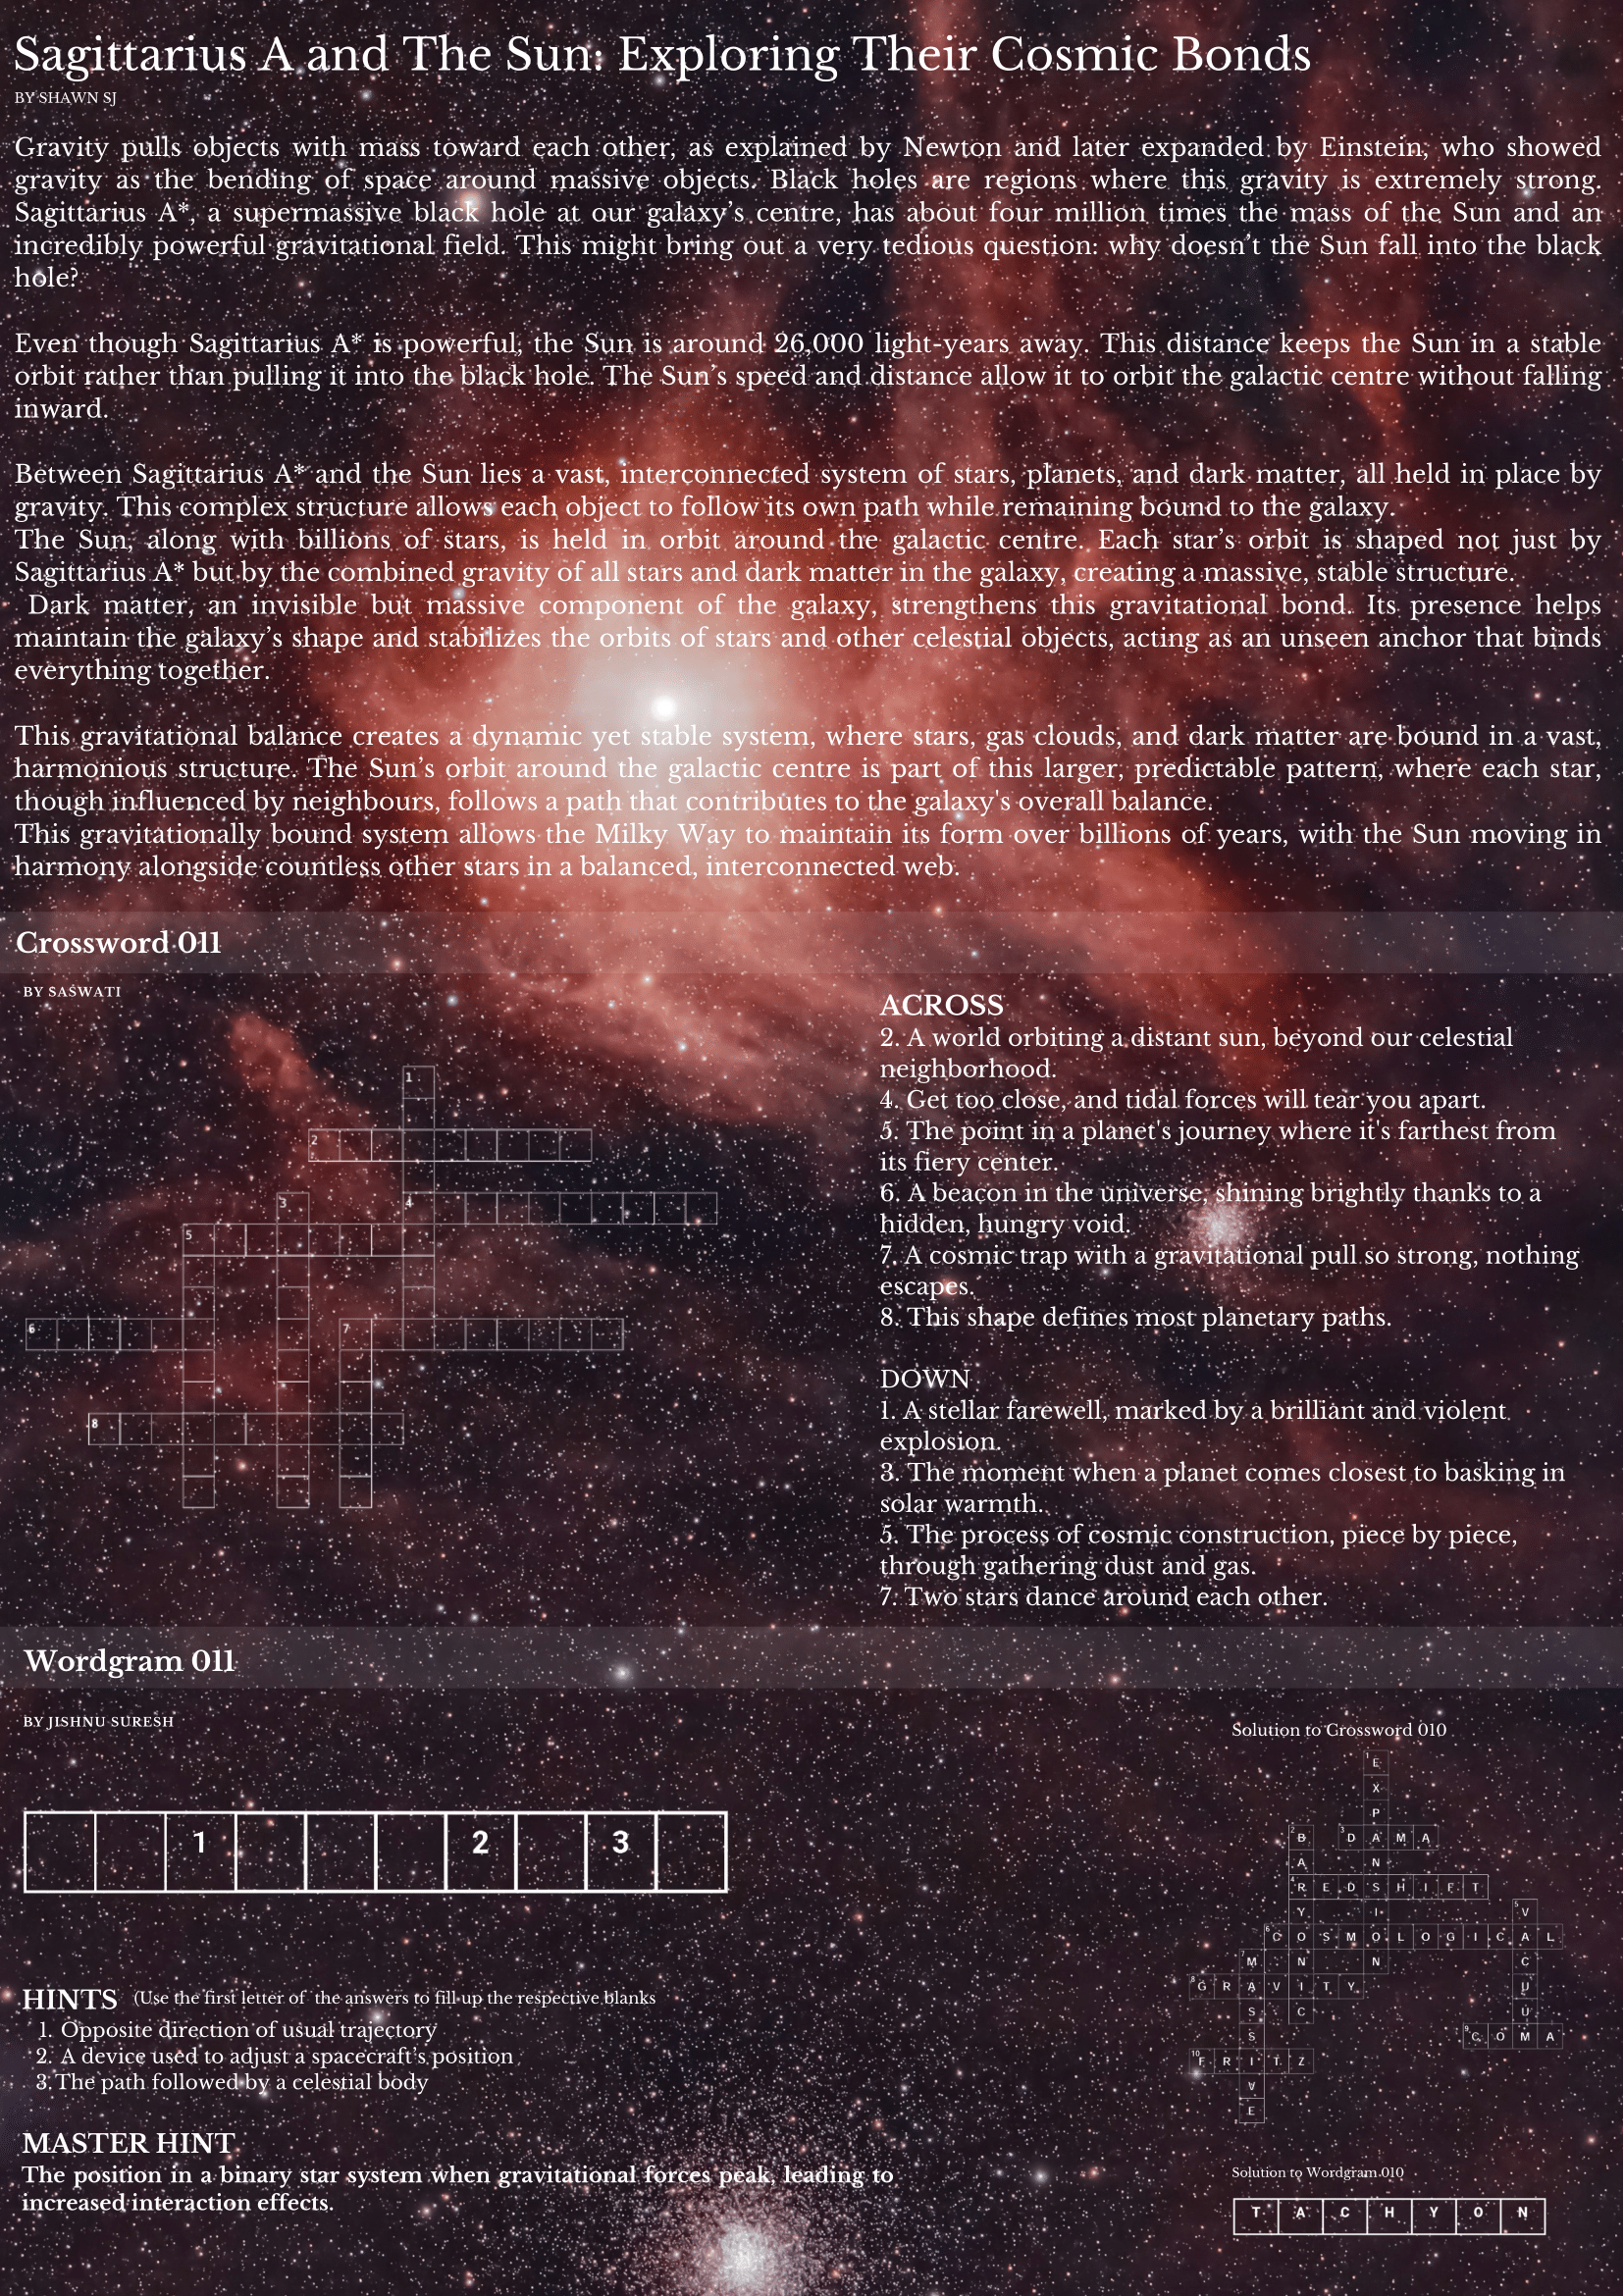 Sagittarius A and The Sun: Exploring Their Cosmic Bonds
BY SHAWN SJ
Gravity pulls objects with mass toward each other, as explained by Newton and later expanded by Einstein, who showed
gravity as the bending of space around massive objects. Black holes are regions where this gravity is extremely strong.
Sagittarius A*, a supermassive black hole at our galaxy's centre, has about four million times the mass of the Sun and an
incredibly powerful gravitational field. This might bring out a very tedious question: why doesn't the Sun fall into the black
hole?
Even though Sagittarius A* is powerful, the Sun is around 26,000 light-years away. This distance keeps the Sun in a stable
orbit rather than pulling it into the black hole. The Sun's speed and distance allow it to orbit the galactic centre without falling
inward.
Between Sagittarius A* and the Sun lies a vast, interconnected system of stars, planets, and dark matter, all held in place by
gravity. This complex structure allows each object to follow its own path while remaining bound to the galaxy.
The Sun, along with billions of stars, is held in orbit around the galactic centre. Each star's orbit is shaped not just by
Sagittarius A* but by the combined gravity of all stars and dark matter in the galaxy, creating a massive, stable structure.
Dark matter, an invisible but massive component of the galaxy, strengthens this gravitational bond. Its presence helps
maintain the galaxy's shape and stabilizes the orbits of stars and other celestial objects, acting as an unseen anchor that binds
everything together.
This gravitational balance creates a dynamic yet stable system, where stars, gas clouds, and dark matter are bound in a vast,
harmonious structure. The Sun's orbit around the galactic centre is part of this larger, predictable pattern, where each star,
though influenced by neighbours, follows a path that contributes to the galaxy's overall balance.
This gravitationally bound system allows the Milky Way to maintain its form over billions of years, with the Sun moving in
harmony alongside countless other stars in a balanced, interconnected web.
Crossword 011
BY SASWATI
1
2
3
4
5
6
7
8
ACROSS
2. A world orbiting a distant sun, beyond our celestial
neighborhood.
4. Get too close, and tidal forces will tear you apart.
5. The point in a planet's journey where it's farthest from
its fiery center.
6. A beacon in the universe, shining brightly thanks to a
hidden, hungry void.
7. A cosmic trap with a gravitational pull so strong, nothing
escapes.
8. This shape defines most planetary paths.
DOWN
1. A stellar farewell, marked by a brilliant and violent
explosion.
3. The moment when a planet comes closest to basking in
solar warmth.
5. The process of cosmic construction, piece by piece,
through gathering dust and gas.
7. Two stars dance around each other.
Wordgram 011
BY JISHNU SURESH
1 2 3
HINTS (Use the first letter of the answers to fill up the respective blanks
1. Opposite direction of usual trajectory
2. A device used to adjust a spacecraft's position
3.The path followed by a celestial body
MASTER HINT
The position in a binary star system when gravitational forces peak, leading to
increased interaction effects.
Solution to Crossword 010
1 E
X
P
2 B 3 D A M A
A N
4 R E D S H I F T
Y I 5 V
6 C O S M O L O G I C A L
7 M N N C
8 G R A V I T Y U
S C U
S 9 C O M A
10 F R I T Z
V
E
Solution to Wordgram 010
T A C H Y O N